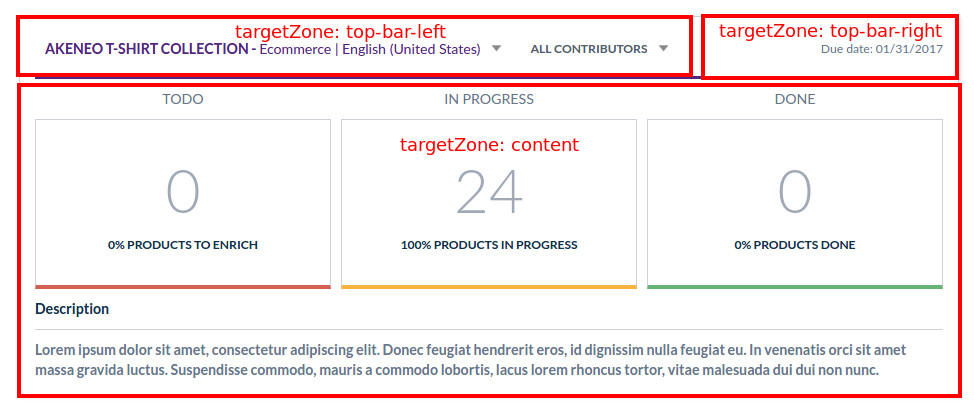 targetZone: top-bar-left
targetZone: top-bar-right
AKENEO T-SHIRT COLLECTION - Ecommerce | English (United States) ALL CONTRIBUTORS Due date: 01/31/2017
TODO IN PROGRESS DONE
targetZone: content
0 24 0
0% PRODUCTS TO ENRICH 100% PRODUCTS IN PROGRESS 0% PRODUCTS DONE
Description
Lorem ipsum dolor sit amet, consectetur adipiscing elit. Donec feugiat hendrerit eros, id dignissim nulla feugiat eu. In venenatis orci sit amet
massa gravida luctus. Suspendisse commodo, mauris a commodo lobortis, lacus lorem rhoncus tortor, vitae malesuada dui dui non nunc.